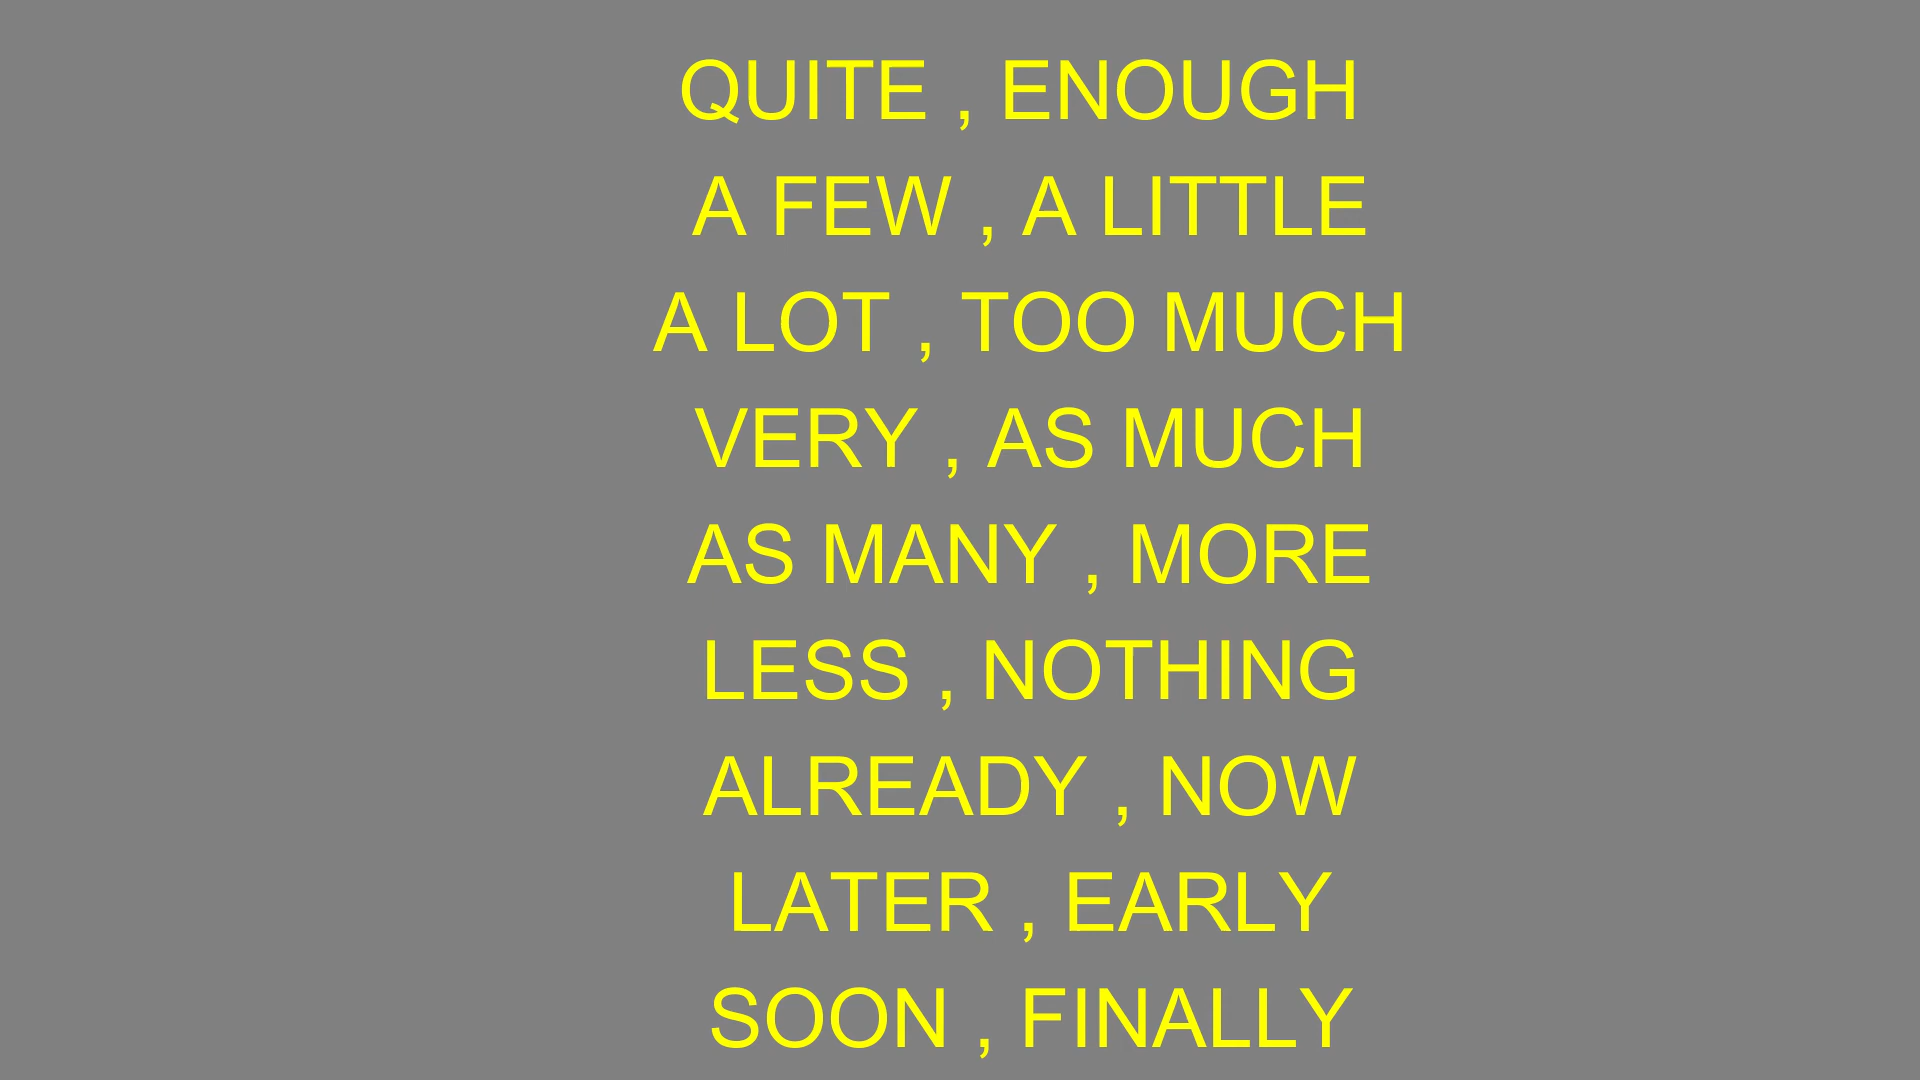 QUITE , ENOUGH
A FEW , A LITTLE
A LOT , TOO MUCH
VERY , AS MUCH
AS MANY , MORE
LESS , NOTHING
ALREADY , NOW
LATER , EARLY
SOON , FINALLY